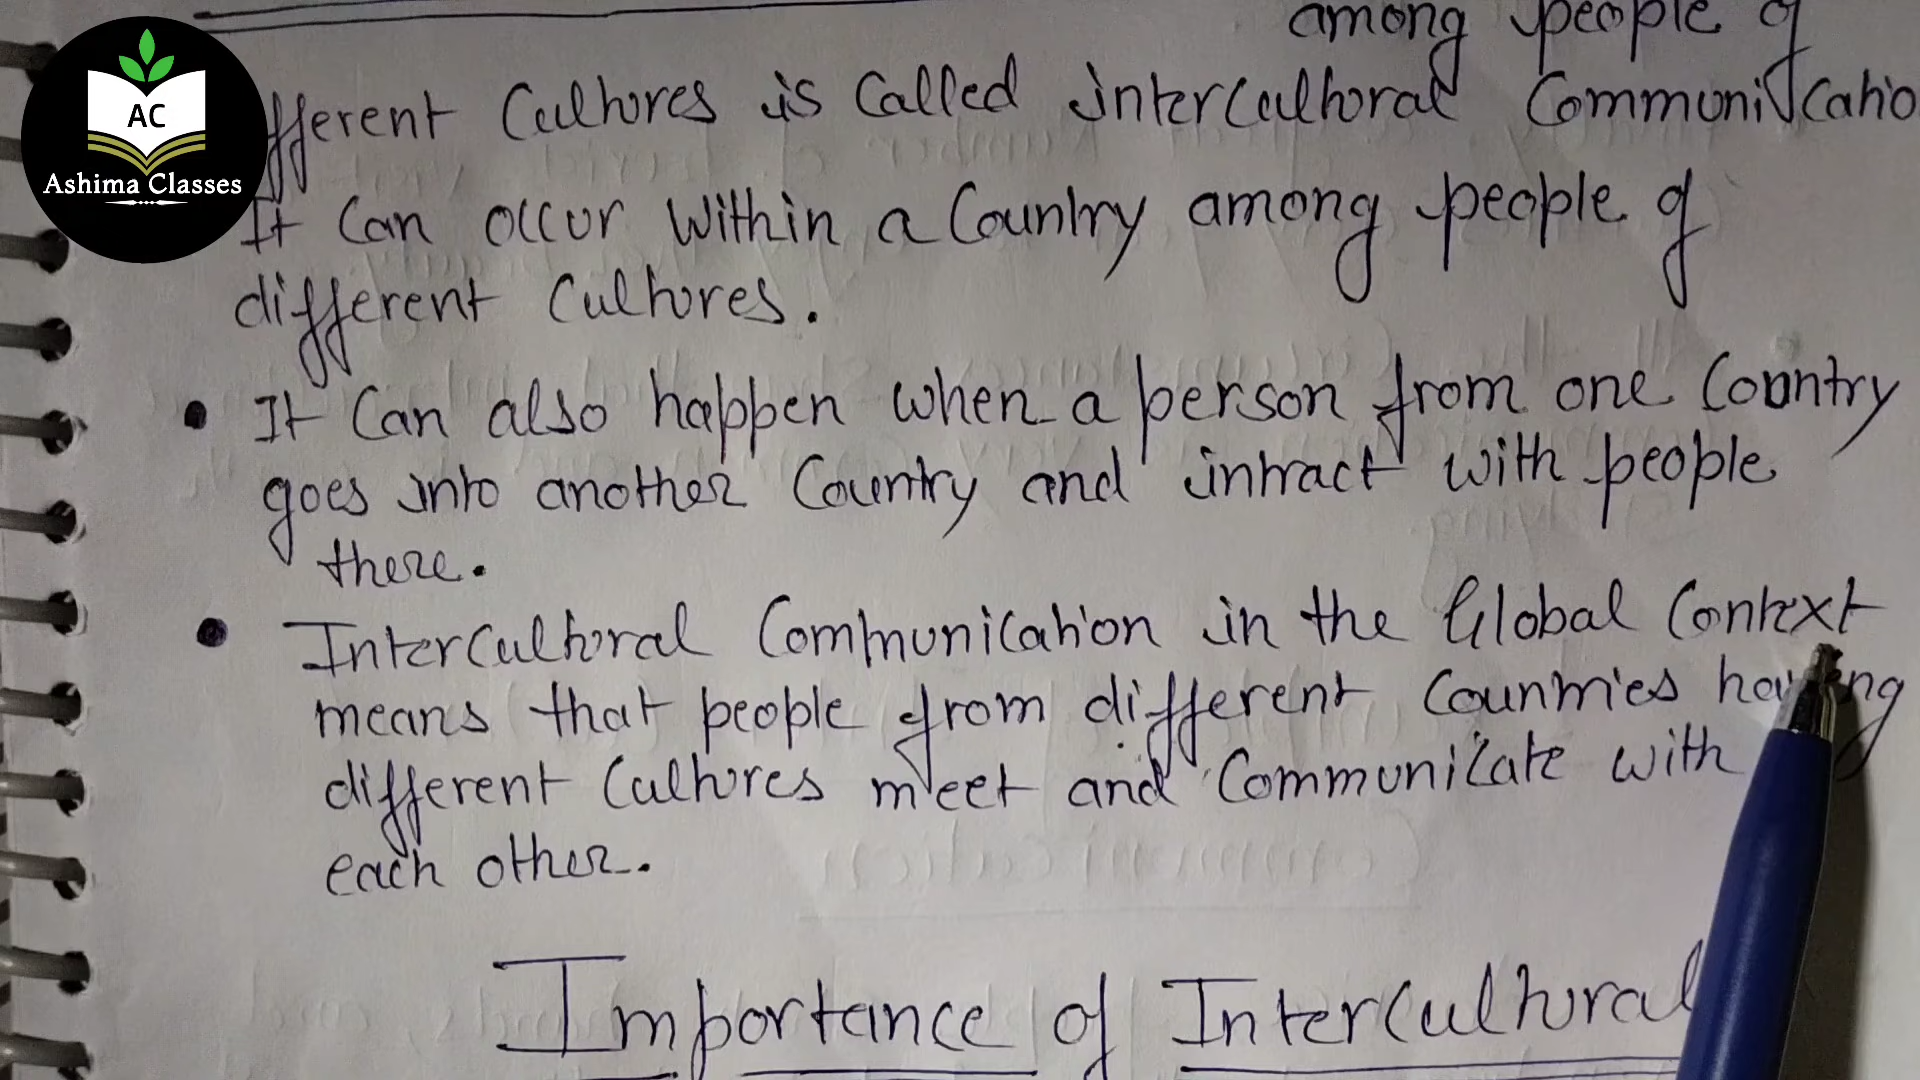 among people of
AC
Ashima Classes
fferent Cultures is Called intercultural Communicatio
It Can occur within a Country among people of
different Cultures.
• It Can also happen when a person from one Country
goes into another Country and intract with people
there.
• Intercultural Communication in the Global Context
means that people from different Countries having
different Cultures meet and Communicate with
each other.
Importance of Intercultural